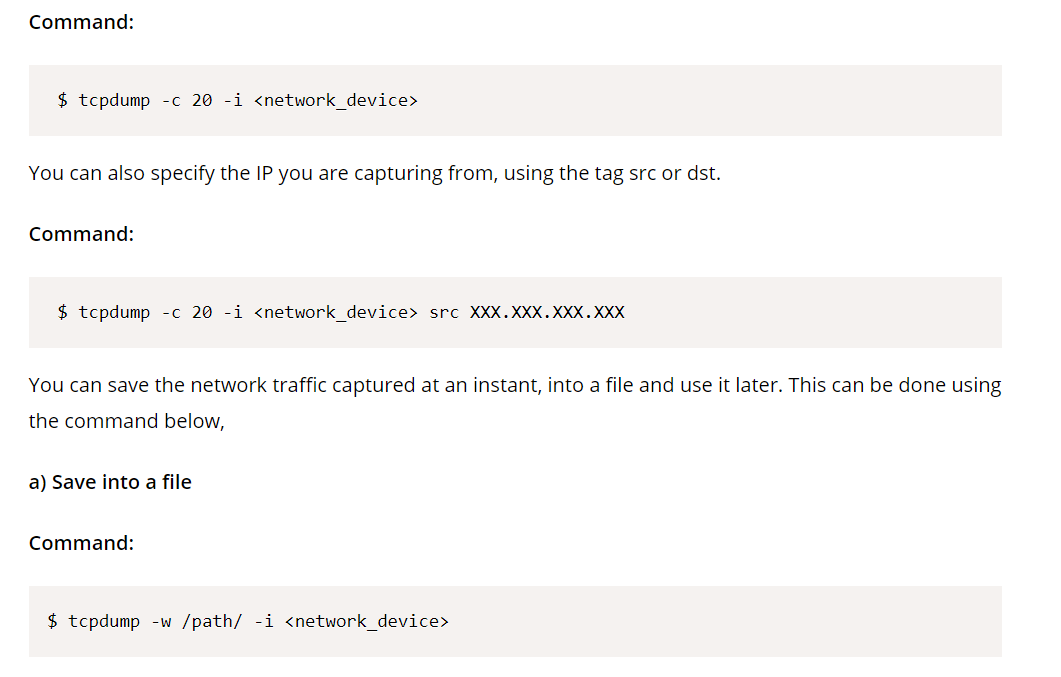 Command:
$ tcpdump -c 20 -i <network_device>
You can also specify the IP you are capturing from, using the tag src or dst.
Command:
$ tcpdump -c 20 -i <network_device> src XXX.XXX.XXX.XXX
You can save the network traffic captured at an instant, into a file and use it later. This can be done using
the command below,
a) Save into a file
Command:
$ tcpdump -w /path/ -i <network_device>